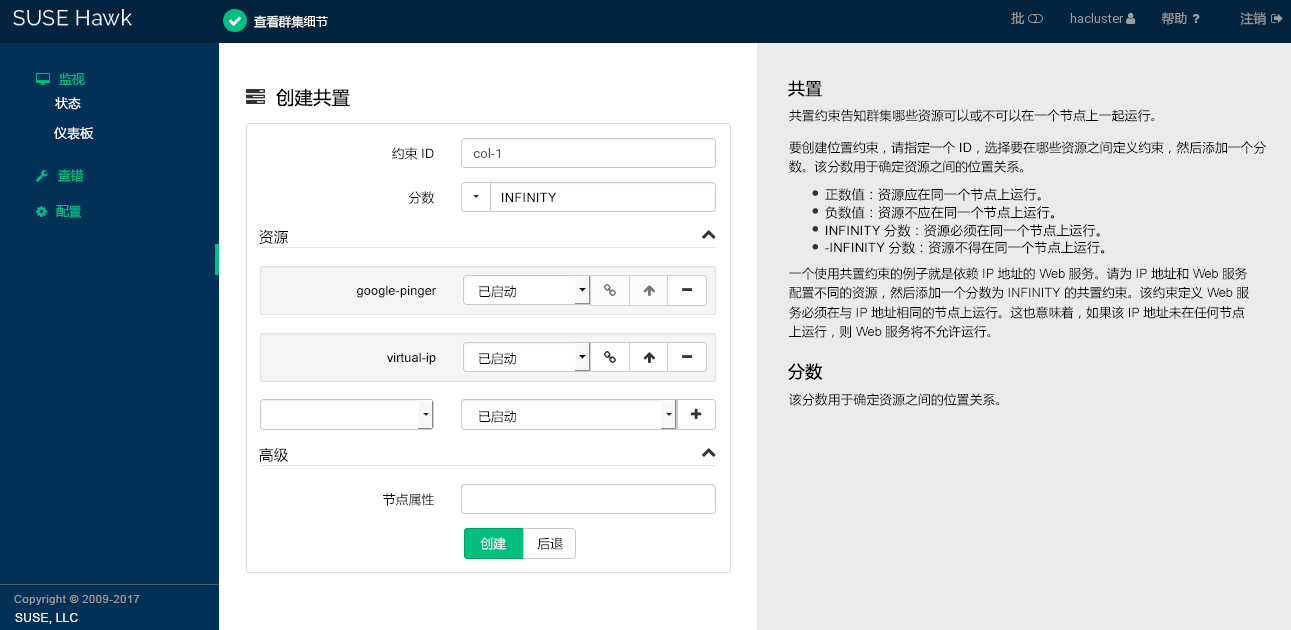 SUSE Hawk
查看群集细节
批
hacluster
帮助 ?
注销
监视
状态
仪表板
查错
配置
Copyright © 2009-2017
SUSE, LLC
创建共置
约束 ID
col-1
分数
INFINITY
资源
google-pinger
已启动
virtual-ip
已启动
已启动
高级
节点属性
创建
后退
共置
共置约束告知群集哪些资源可以或不可以在一个节点上一起运行。
要创建位置约束，请指定一个 ID，选择要在哪些资源之间定义约束，然后添加一个分
数。该分数用于确定资源之间的位置关系。
• 正数值：资源应在同一个节点上运行。
• 负数值：资源不应在同一个节点上运行。
• INFINITY 分数：资源必须在同一个节点上运行。
• -INFINITY 分数：资源不得在同一个节点上运行。
一个使用共置约束的例子就是依赖 IP 地址的 Web 服务。请为 IP 地址和 Web 服务
配置不同的资源，然后添加一个分数为 INFINITY 的共置约束。该约束定义 Web 服
务必须在与 IP 地址相同的节点上运行。这也意味着，如果该 IP 地址未在任何节点
上运行，则 Web 服务将不允许运行。
分数
该分数用于确定资源之间的位置关系。